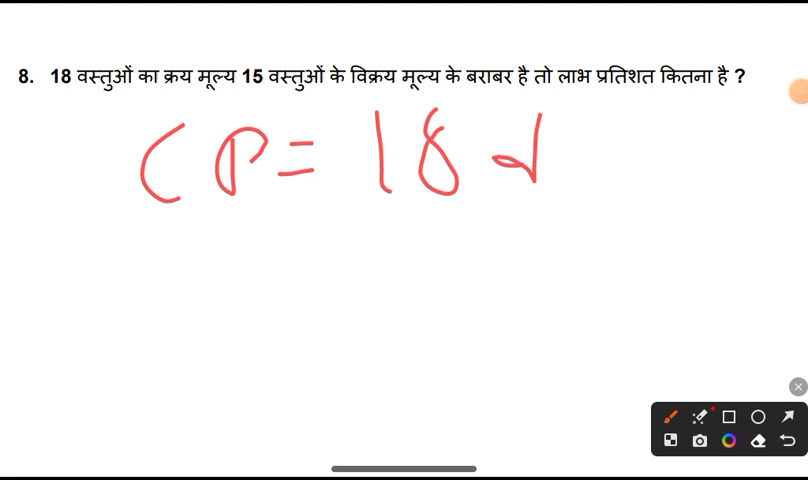 8. 18 वस्तुओं का क्रय मूल्य 15 वस्तुओं के विक्रय मूल्य के बराबर है तो लाभ प्रतिशत कितना है ?
CP = 18 व